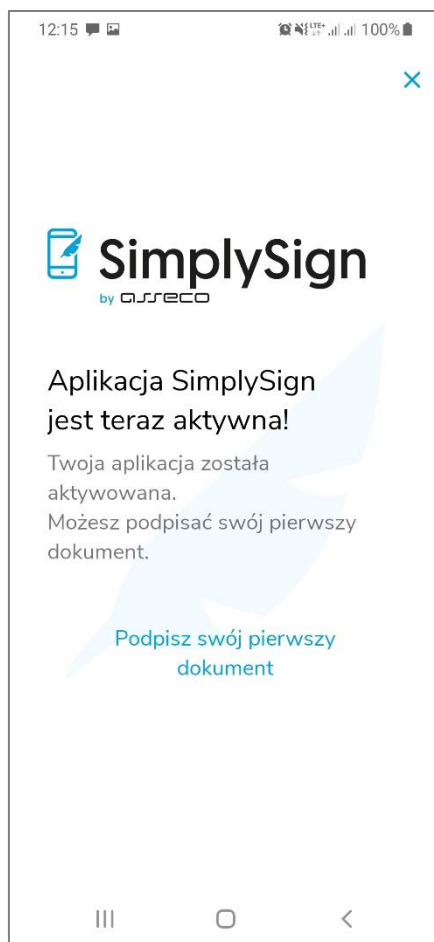 12:15 LTE+ 100%
SimplySign
by asseco
Aplikacja SimplySign
jest teraz aktywna!
Twoja aplikacja została
aktywowana.
Możesz podpisać swój pierwszy
dokument.
Podpisz swój pierwszy
dokument